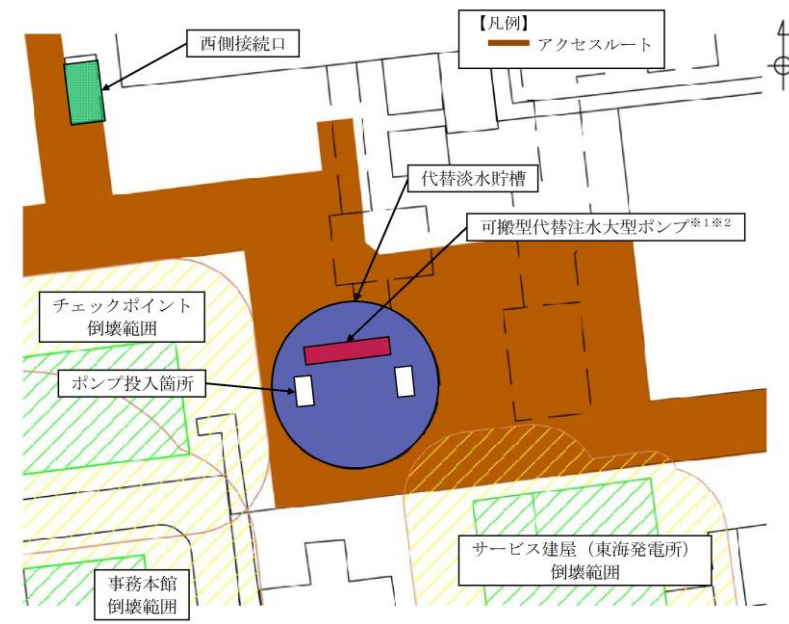 【凡例】
アクセスルート
西側接続口
代替淡水貯槽
可搬型代替注水大型ポンプ※1※2
チェックポイント
倒壊範囲
ポンプ投入箇所
サービス建屋（東海発電所）
倒壊範囲
事務本館
倒壊範囲